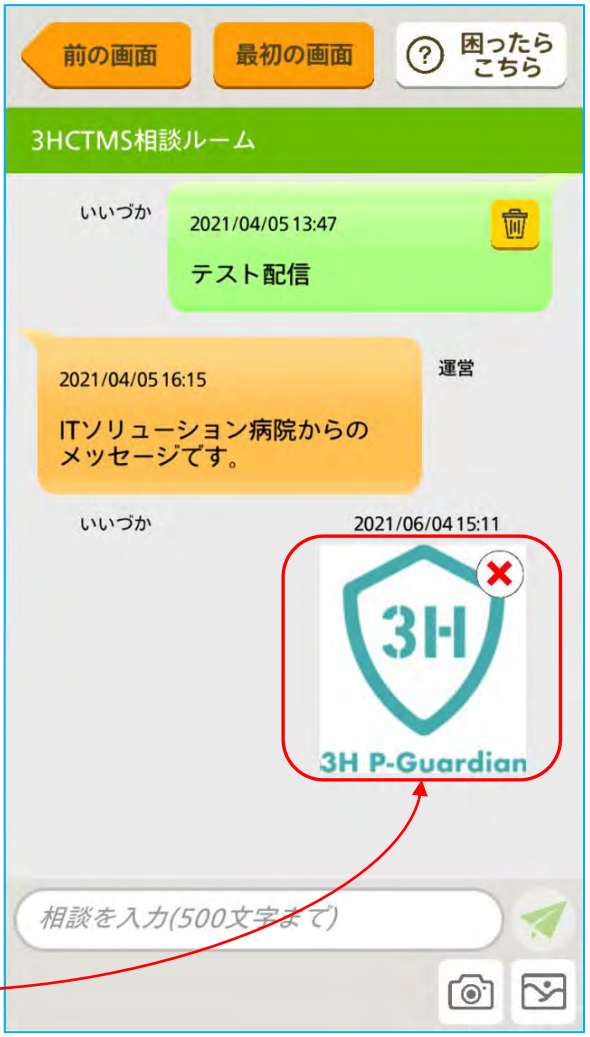 前の画面
最初の画面
? 困ったら
こちら
3HCTMS相談ルーム
いいづか
2021/04/05 13:47
テスト配信
2021/04/05 16:15
運営
ITソリューション病院からの
メッセージです。
いいづか
2021/06/04 15:11
3H
3H P-Guardian
相談を入力(500文字まで)